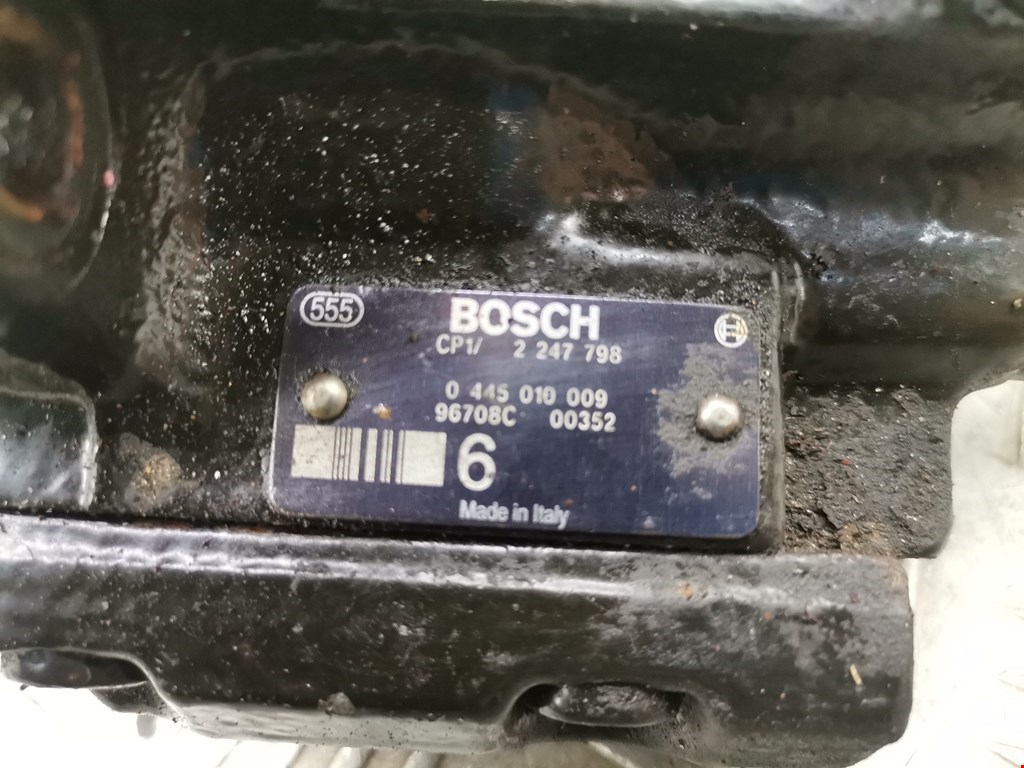 555 BOSCH
CP1/ 2 247 798
0 445 010 009
96708C 00352
6
Made in Italy